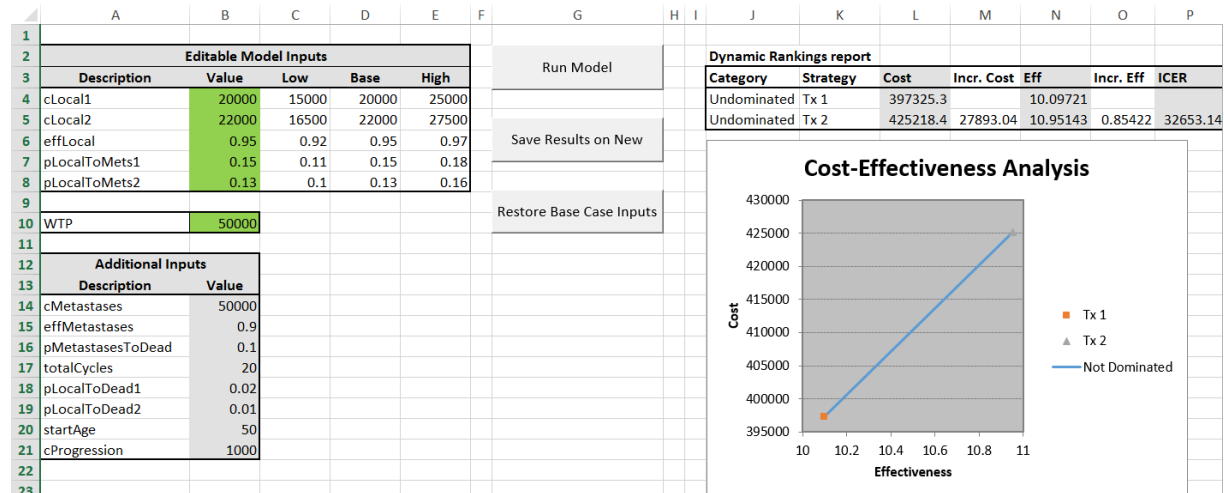 A B C D E F G H I J K L M N O P
1
2 Editable Model Inputs Dynamic Rankings report
Run Model
3 Description Value Low Base High Category Strategy Cost Incr. Cost Eff Incr. Eff ICER
4 cLocal1 20000 15000 20000 25000 Undominated Tx 1 397325.3 10.09721
5 cLocal2 22000 16500 22000 27500 Undominated Tx 2 425218.4 27893.04 10.95143 0.85422 32653.14
6 effLocal 0.95 0.92 0.95 0.97 Save Results on New
7 pLocalToMets1 0.15 0.11 0.15 0.18
8 pLocalToMets2 0.13 0.1 0.13 0.16
9
Restore Base Case Inputs
10 WTP 50000
11
12 Additional Inputs
13 Description Value
14 cMetastases 50000
15 effMetastases 0.9
16 pMetastasesToDead 0.1
17 totalCycles 20
18 pLocalToDead1 0.02
19 pLocalToDead2 0.01
20 startAge 50
21 cProgression 1000
22
23
Cost-Effectiveness Analysis
430000
425000
420000
415000
410000
405000
400000
395000
Cost
10 10.2 10.4 10.6 10.8 11
Effectiveness
Tx 1
Tx 2
Not Dominated